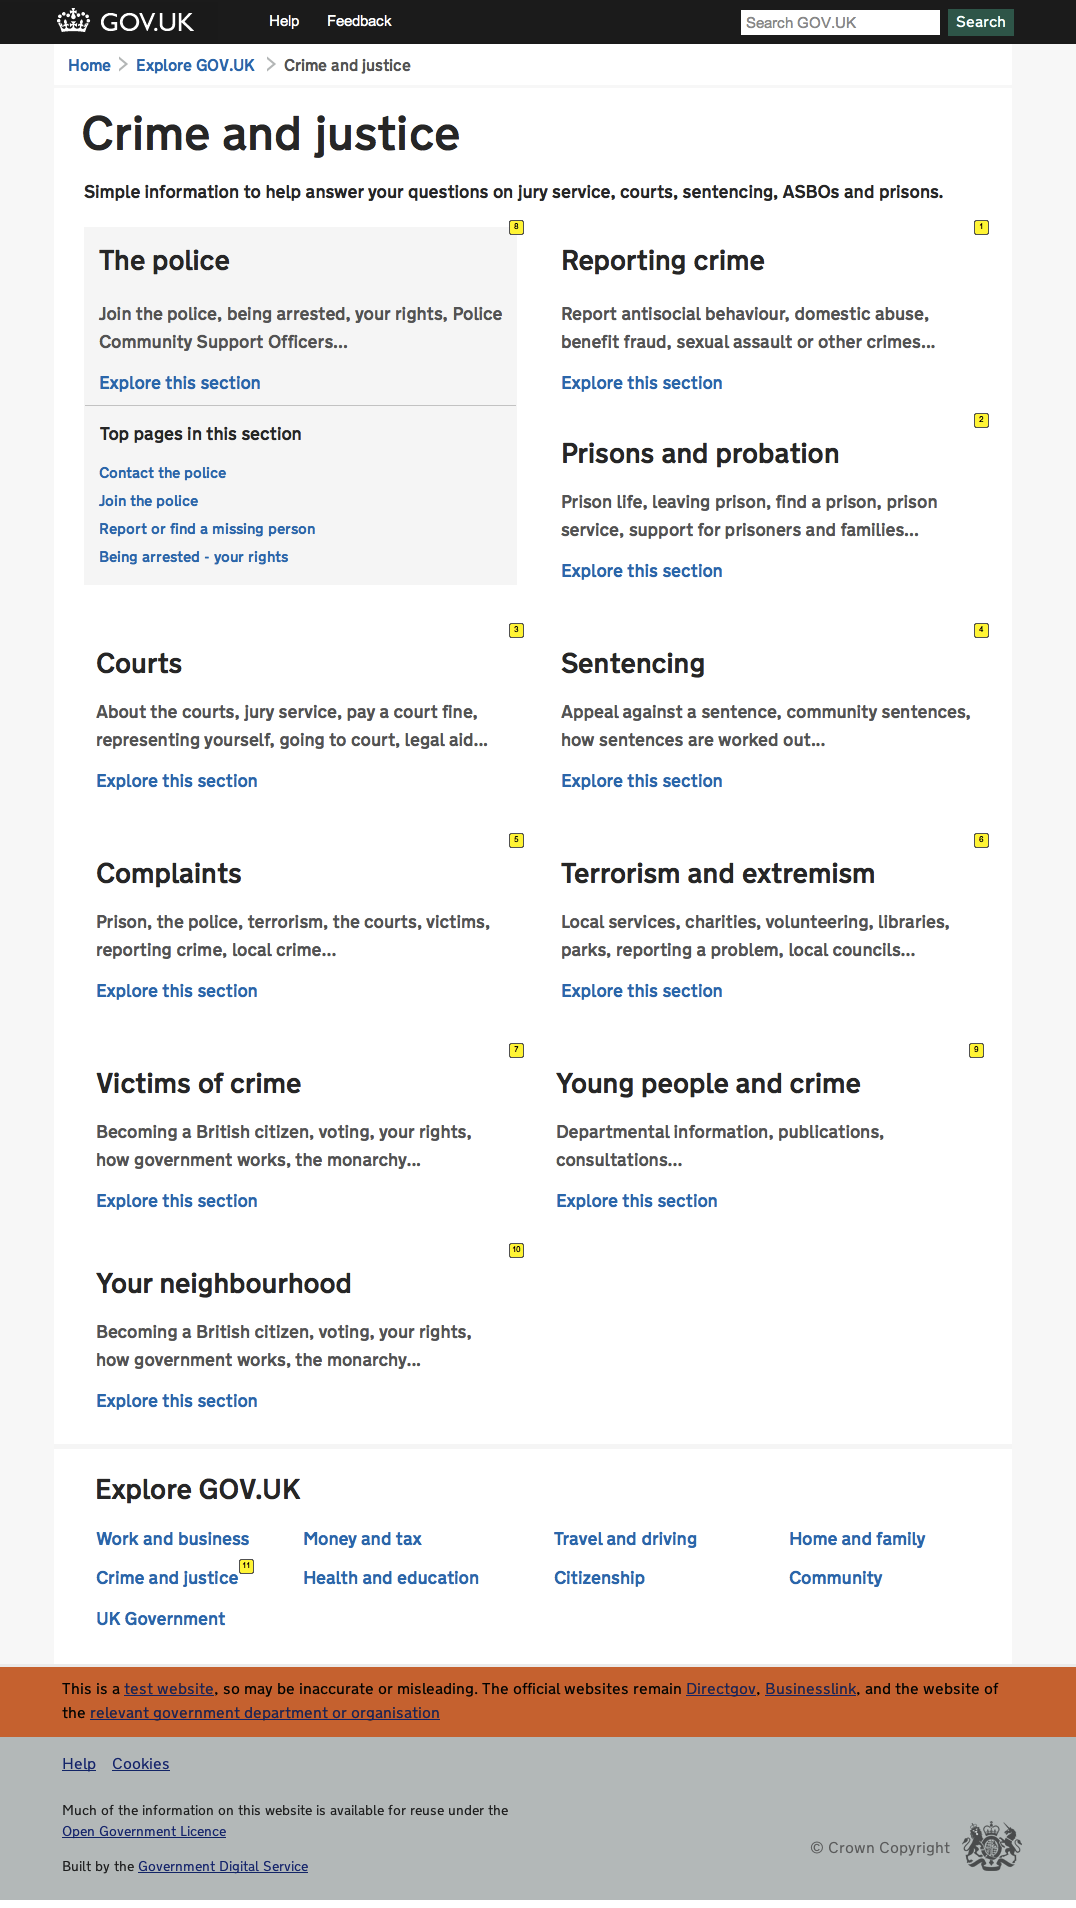 GOV.UK
Help
Feedback
Search GOV.UK
Search
Home
Explore GOV.UK
Crime and justice
Crime and justice
Simple information to help answer your questions on jury service, courts, sentencing, ASBOs and prisons.
8
The police
Join the police, being arrested, your rights, Police
Community Support Officers...
Explore this section
Top pages in this section
Contact the police
Join the police
Report or find a missing person
Being arrested - your rights
1
Reporting crime
Report antisocial behaviour, domestic abuse,
benefit fraud, sexual assault or other crimes...
Explore this section
2
Prisons and probation
Prison life, leaving prison, find a prison, prison
service, support for prisoners and families...
Explore this section
3
Courts
About the courts, jury service, pay a court fine,
representing yourself, going to court, legal aid...
Explore this section
4
Sentencing
Appeal against a sentence, community sentences,
how sentences are worked out...
Explore this section
5
Complaints
Prison, the police, terrorism, the courts, victims,
reporting crime, local crime...
Explore this section
6
Terrorism and extremism
Local services, charities, volunteering, libraries,
parks, reporting a problem, local councils...
Explore this section
7
Victims of crime
Becoming a British citizen, voting, your rights,
how government works, the monarchy...
Explore this section
9
Young people and crime
Departmental information, publications,
consultations...
Explore this section
10
Your neighbourhood
Becoming a British citizen, voting, your rights,
how government works, the monarchy...
Explore this section
Explore GOV.UK
Work and business
Money and tax
Travel and driving
Home and family
Crime and justice
11
Health and education
Citizenship
Community
UK Government
This is a test website, so may be inaccurate or misleading. The official websites remain Directgov, Businesslink, and the website of
the relevant government department or organisation
Help
Cookies
Much of the information on this website is available for reuse under the
Open Government Licence
Built by the Government Digital Service
© Crown Copyright